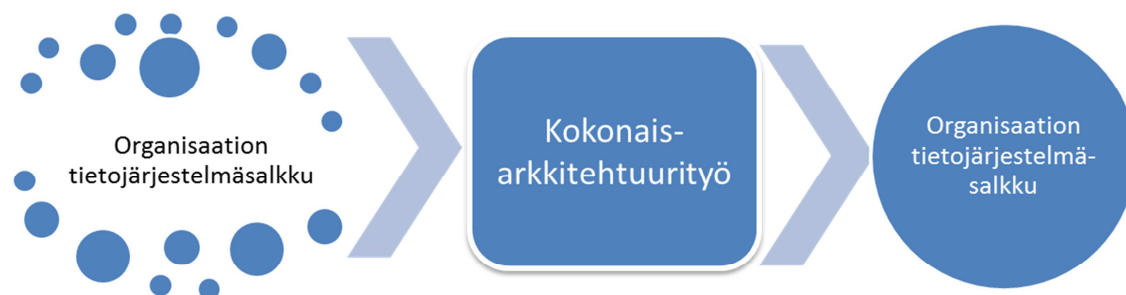 Organisaation
tietojärjestelmäsalkku
Kokonais-
arkkitehtuurityö
Organisaation
tietojärjestelmä-
salkku